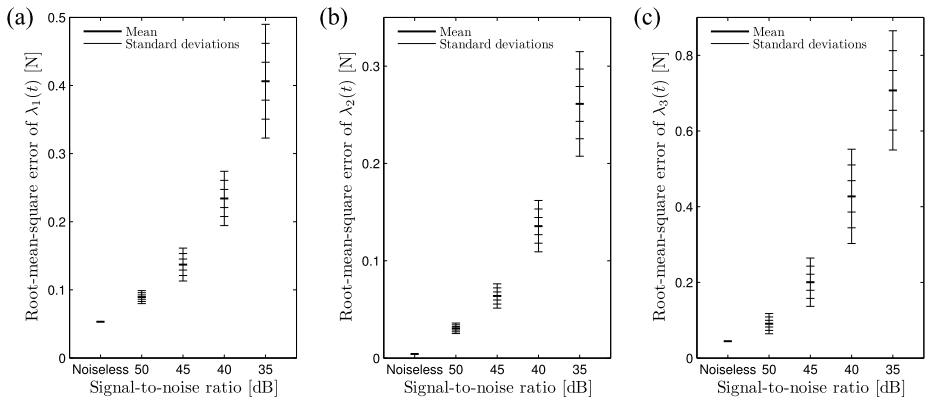 (a)
Root-mean-square error of λ₁(t) [N]
0.5
0.4
0.3
0.2
0.1
0
Mean
Standard deviations
Noiseless 50 45 40 35
Signal-to-noise ratio [dB]
(b)
Root-mean-square error of λ₂(t) [N]
0.3
0.2
0.1
0
Mean
Standard deviations
Noiseless 50 45 40 35
Signal-to-noise ratio [dB]
(c)
Root-mean-square error of λ₃(t) [N]
0.8
0.6
0.4
0.2
0
Mean
Standard deviations
Noiseless 50 45 40 35
Signal-to-noise ratio [dB]